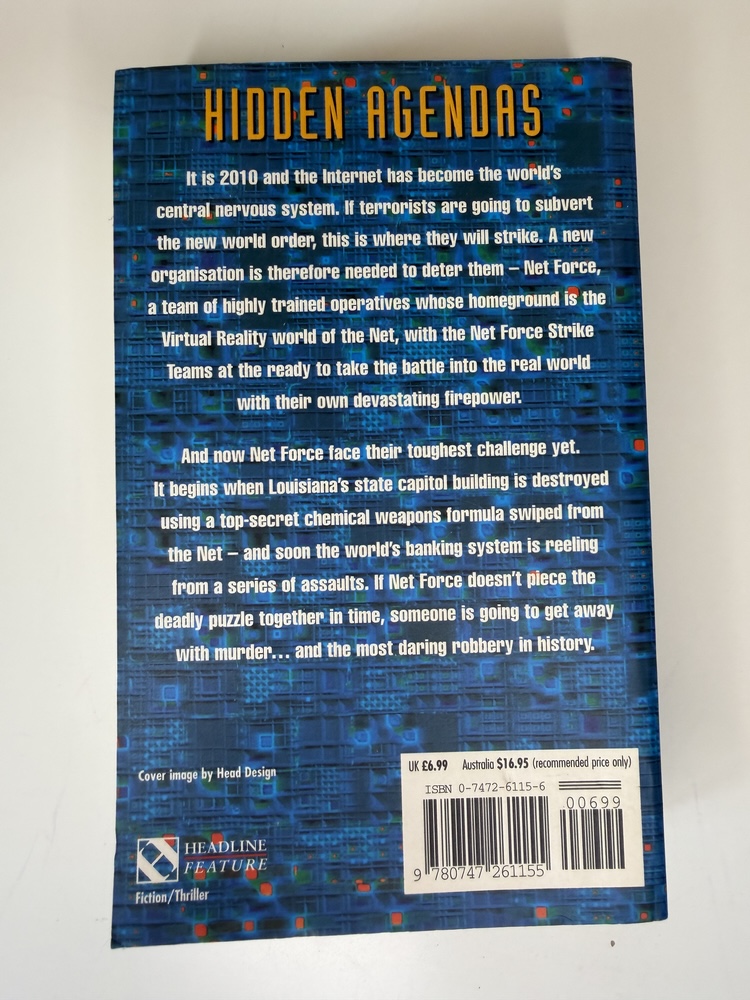 HIDDEN AGENDAS
It is 2010 and the Internet has become the world's
central nervous system. If terrorists are going to subvert
the new world order, this is where they will strike. A new
organisation is therefore needed to deter them – Net Force,
a team of highly trained operatives whose homeground is the
Virtual Reality world of the Net, with the Net Force Strike
Teams at the ready to take the battle into the real world
with their own devastating firepower.
And now Net Force face their toughest challenge yet.
It begins when Louisiana's state capitol building is destroyed
using a top-secret chemical weapons formula swiped from
the Net – and soon the world's banking system is reeling
from a series of assaults. If Net Force doesn't piece the
deadly puzzle together in time, someone is going to get away
with murder... and the most daring robbery in history.
Cover image by Head Design
HEADLINE
FEATURE
Fiction/Thriller
UK £6.99 Australia $16.95 (recommended price only)
ISBN 0-7472-6115-6
00699
9 780747 261155